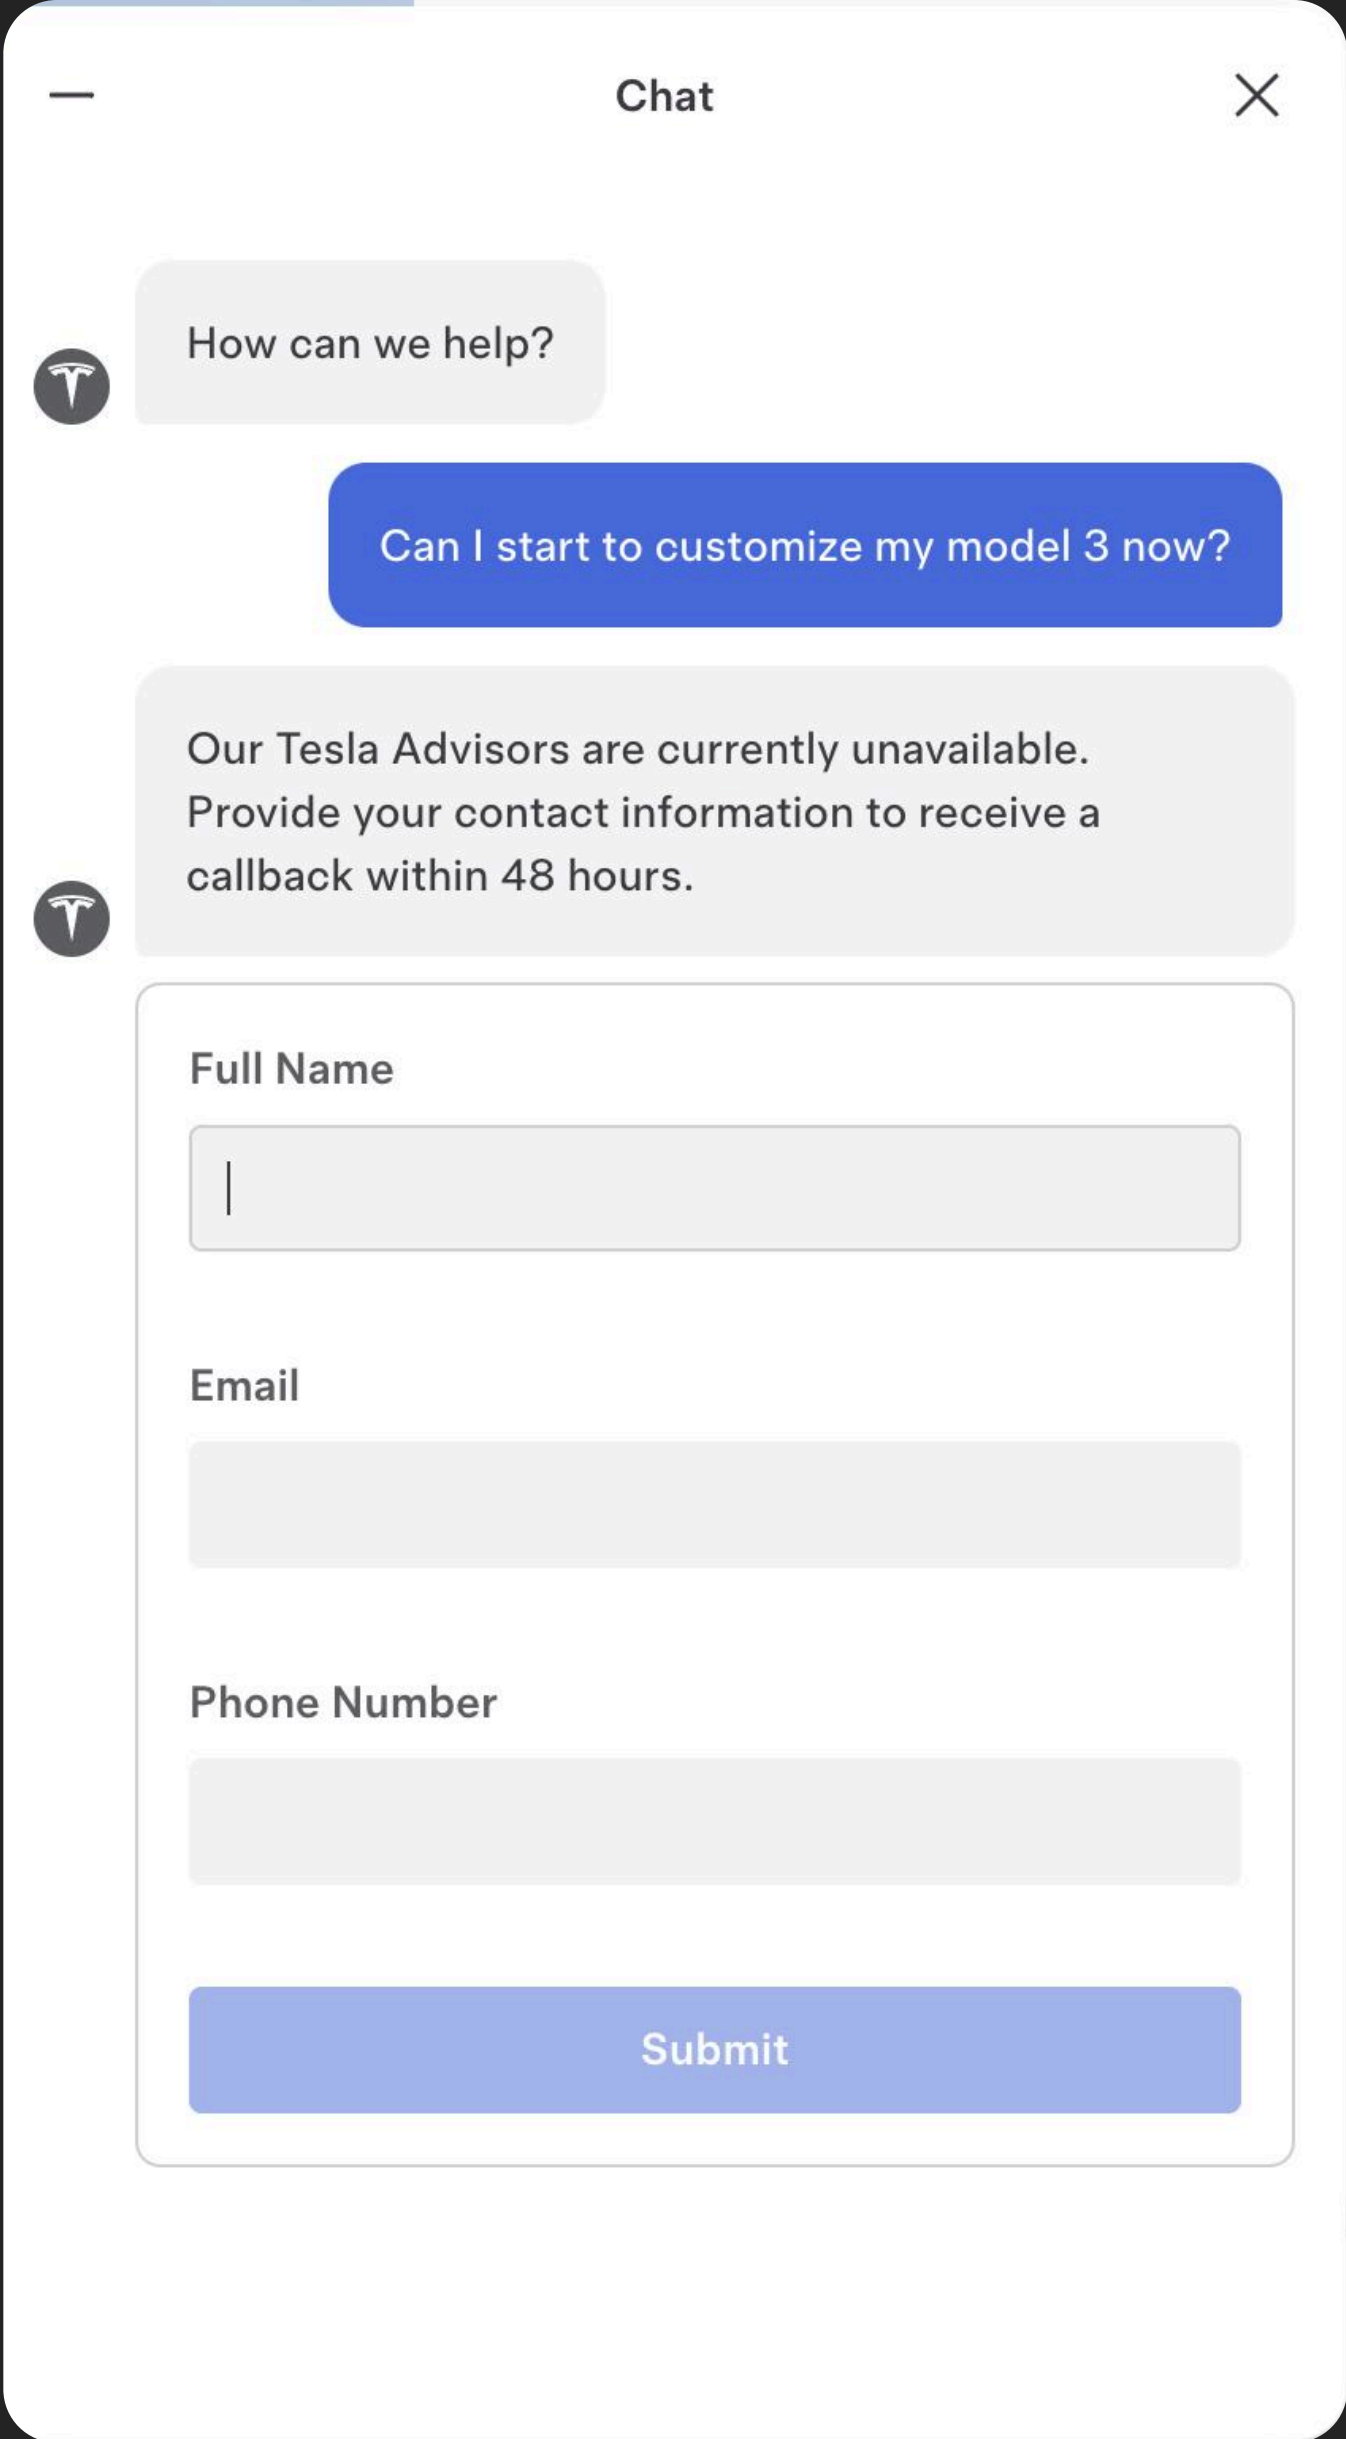 Chat
How can we help?
Can I start to customize my model 3 now?
Our Tesla Advisors are currently unavailable.
Provide your contact information to receive a
callback within 48 hours.
Full Name
Email
Phone Number
Submit